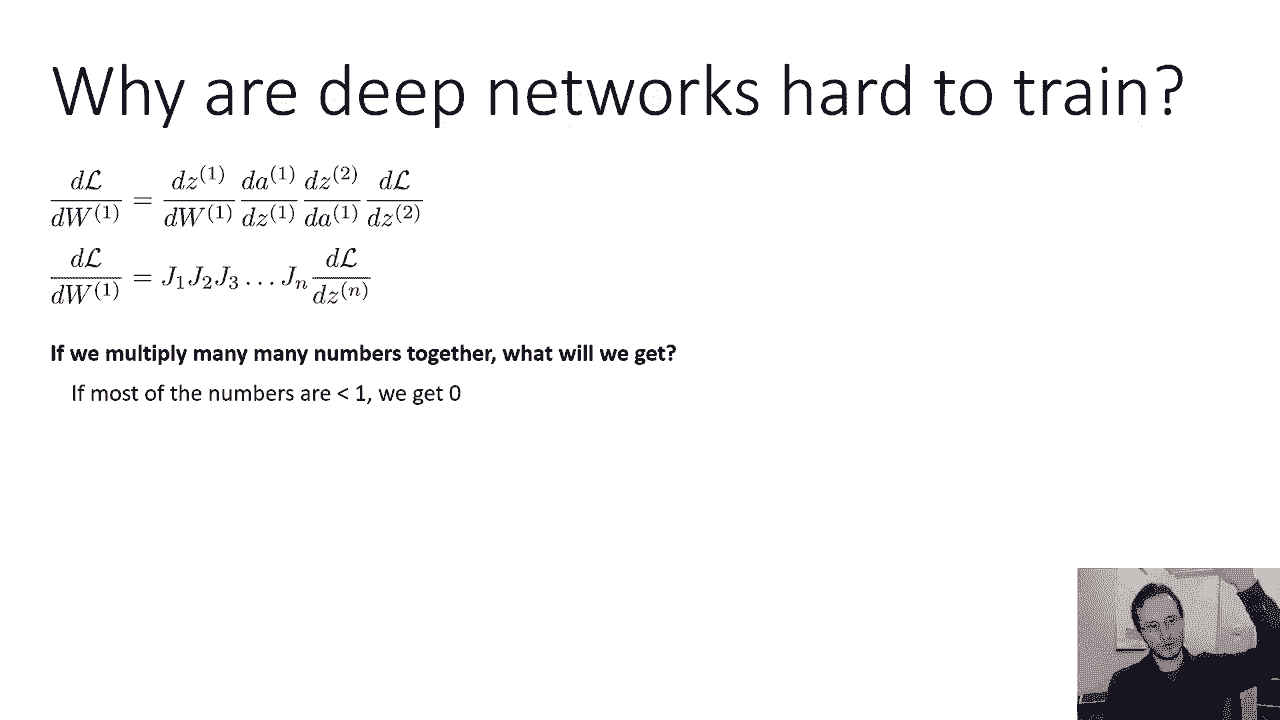 Why are deep networks hard to train?
\frac{d\mathcal{L}}{dW^{(1)}} = \frac{dz^{(1)}}{dW^{(1)}} \frac{da^{(1)}}{dz^{(1)}} \frac{dz^{(2)}}{da^{(1)}} \frac{d\mathcal{L}}{dz^{(2)}}
\frac{d\mathcal{L}}{dW^{(1)}} = J_1 J_2 J_3 \ldots J_n \frac{d\mathcal{L}}{dz^{(n)}}
If we multiply many many numbers together, what will we get?
If most of the numbers are < 1, we get 0